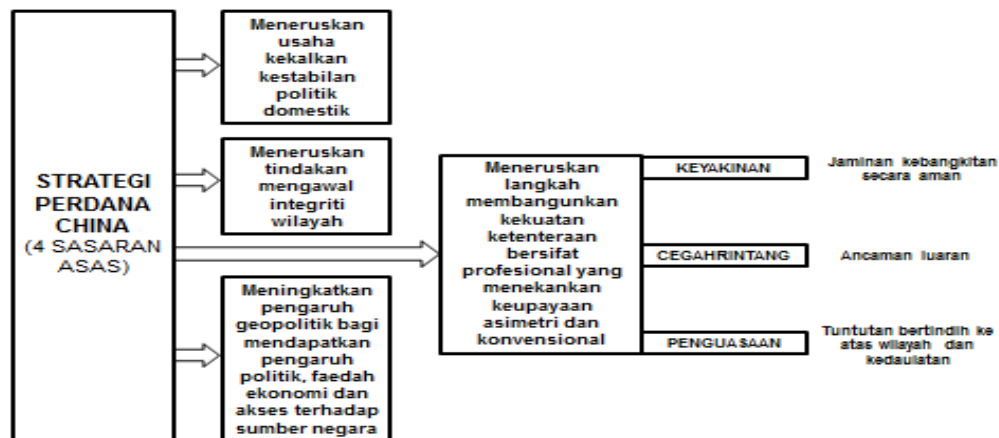 STRATEGI
PERDANA
CHINA
(4 SASARAN
ASAS)
Meneruskan
usaha
kekalkan
kestabilan
politik
domestik
Meneruskan
tindakan
mengawal
integriti
wilayah
Meningkatkan
pengaruh
geopolitik bagi
mendapatkan
pengaruh
politik, faedah
ekonomi dan
akses terhadap
sumber negara
Meneruskan
langkah
membangunkan
kekuatan
ketenteraan
bersifat
profesional yang
menekankan
keupayaan
asimetri dan
konvensional
KEYAKINAN
Jaminan kebangkitan
secara aman
CEGAHRINTANG
Ancaman luaran
PENGUASAAN
Tuntutan bertindih ke
atas wilayah dan
kedaulatan